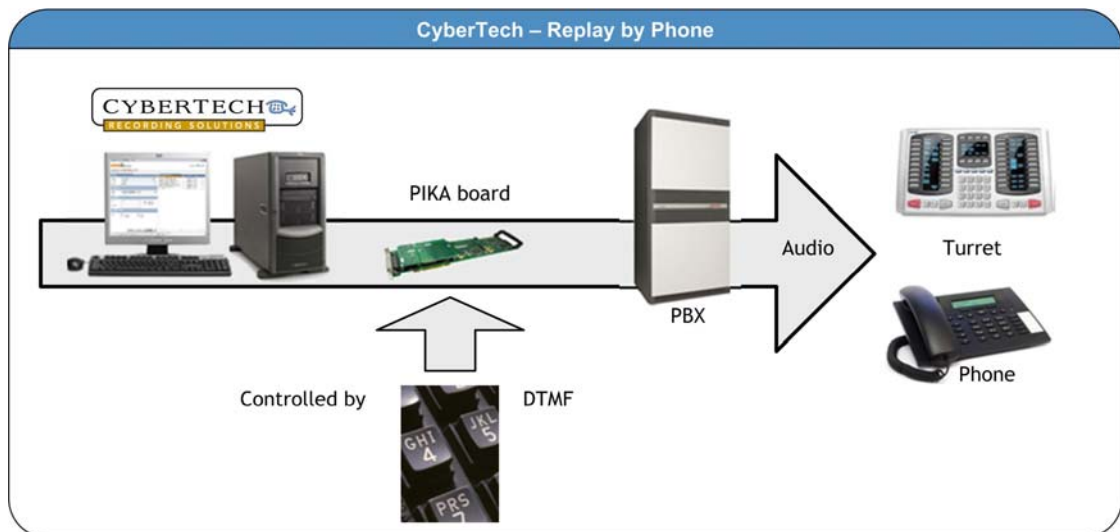 CyberTech – Replay by Phone
CYBERTECH
RECORDING SOLUTIONS
PIKA board
Audio
Turret
PBX
Phone
Controlled by
DTMF
GHI
4
JKL
5
PRS
7